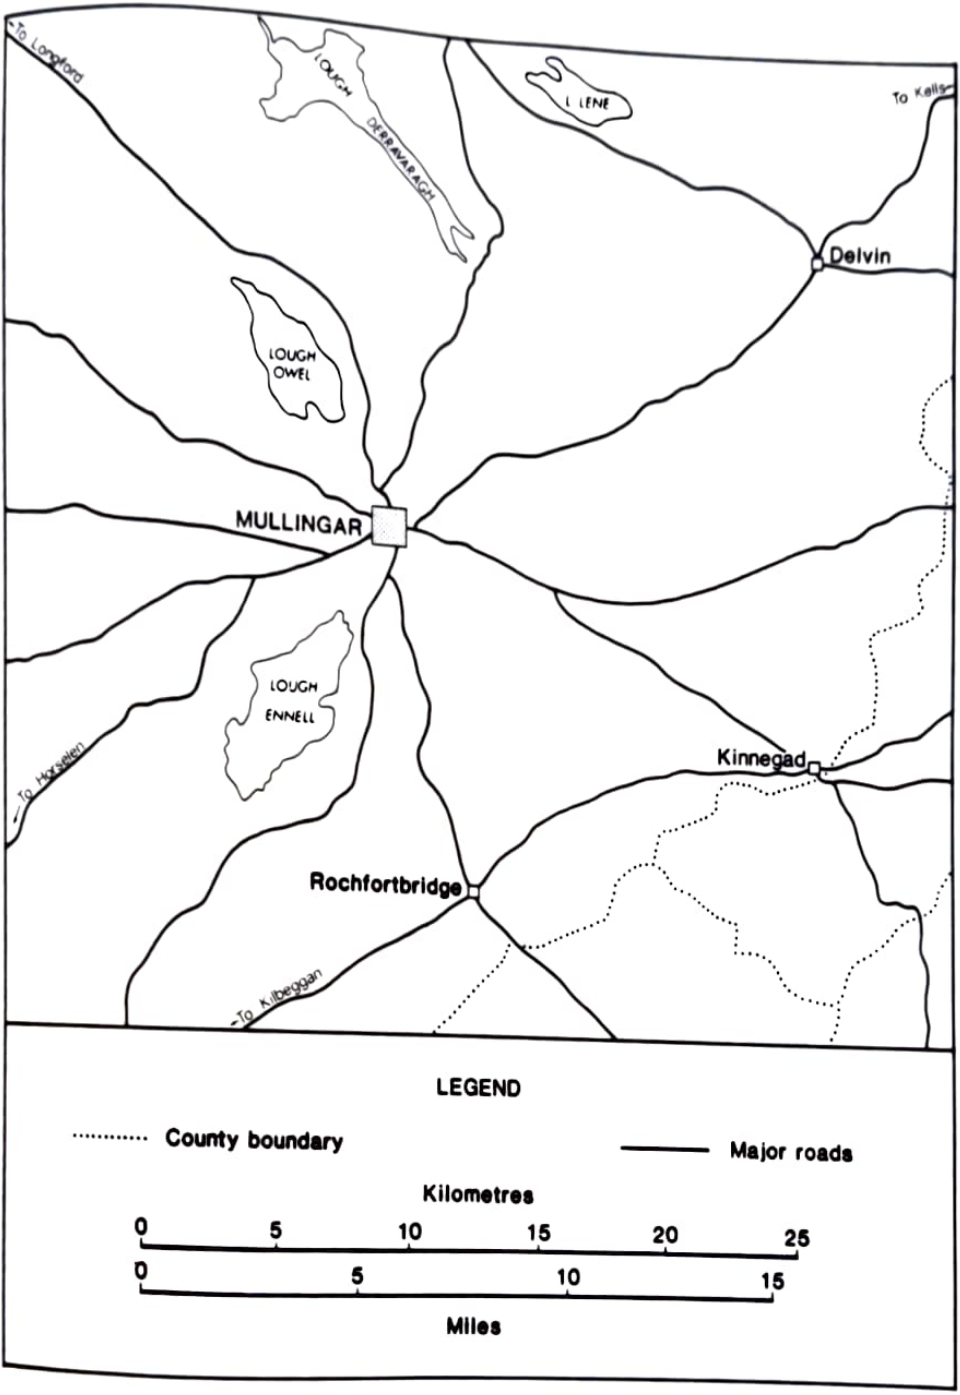 To Longford
LOUGH
DERRAVARAGH
L LENE
To Kells
Delvin
LOUGH
OWEL
MULLINGAR
LOUGH
ENNELL
Kinnegad
To Horselen
Rochfortbridge
To Kilbeggan
LEGEND
County boundary
Major roads
Kilometres
0 5 10 15 20 25
0 5 10 15
Miles